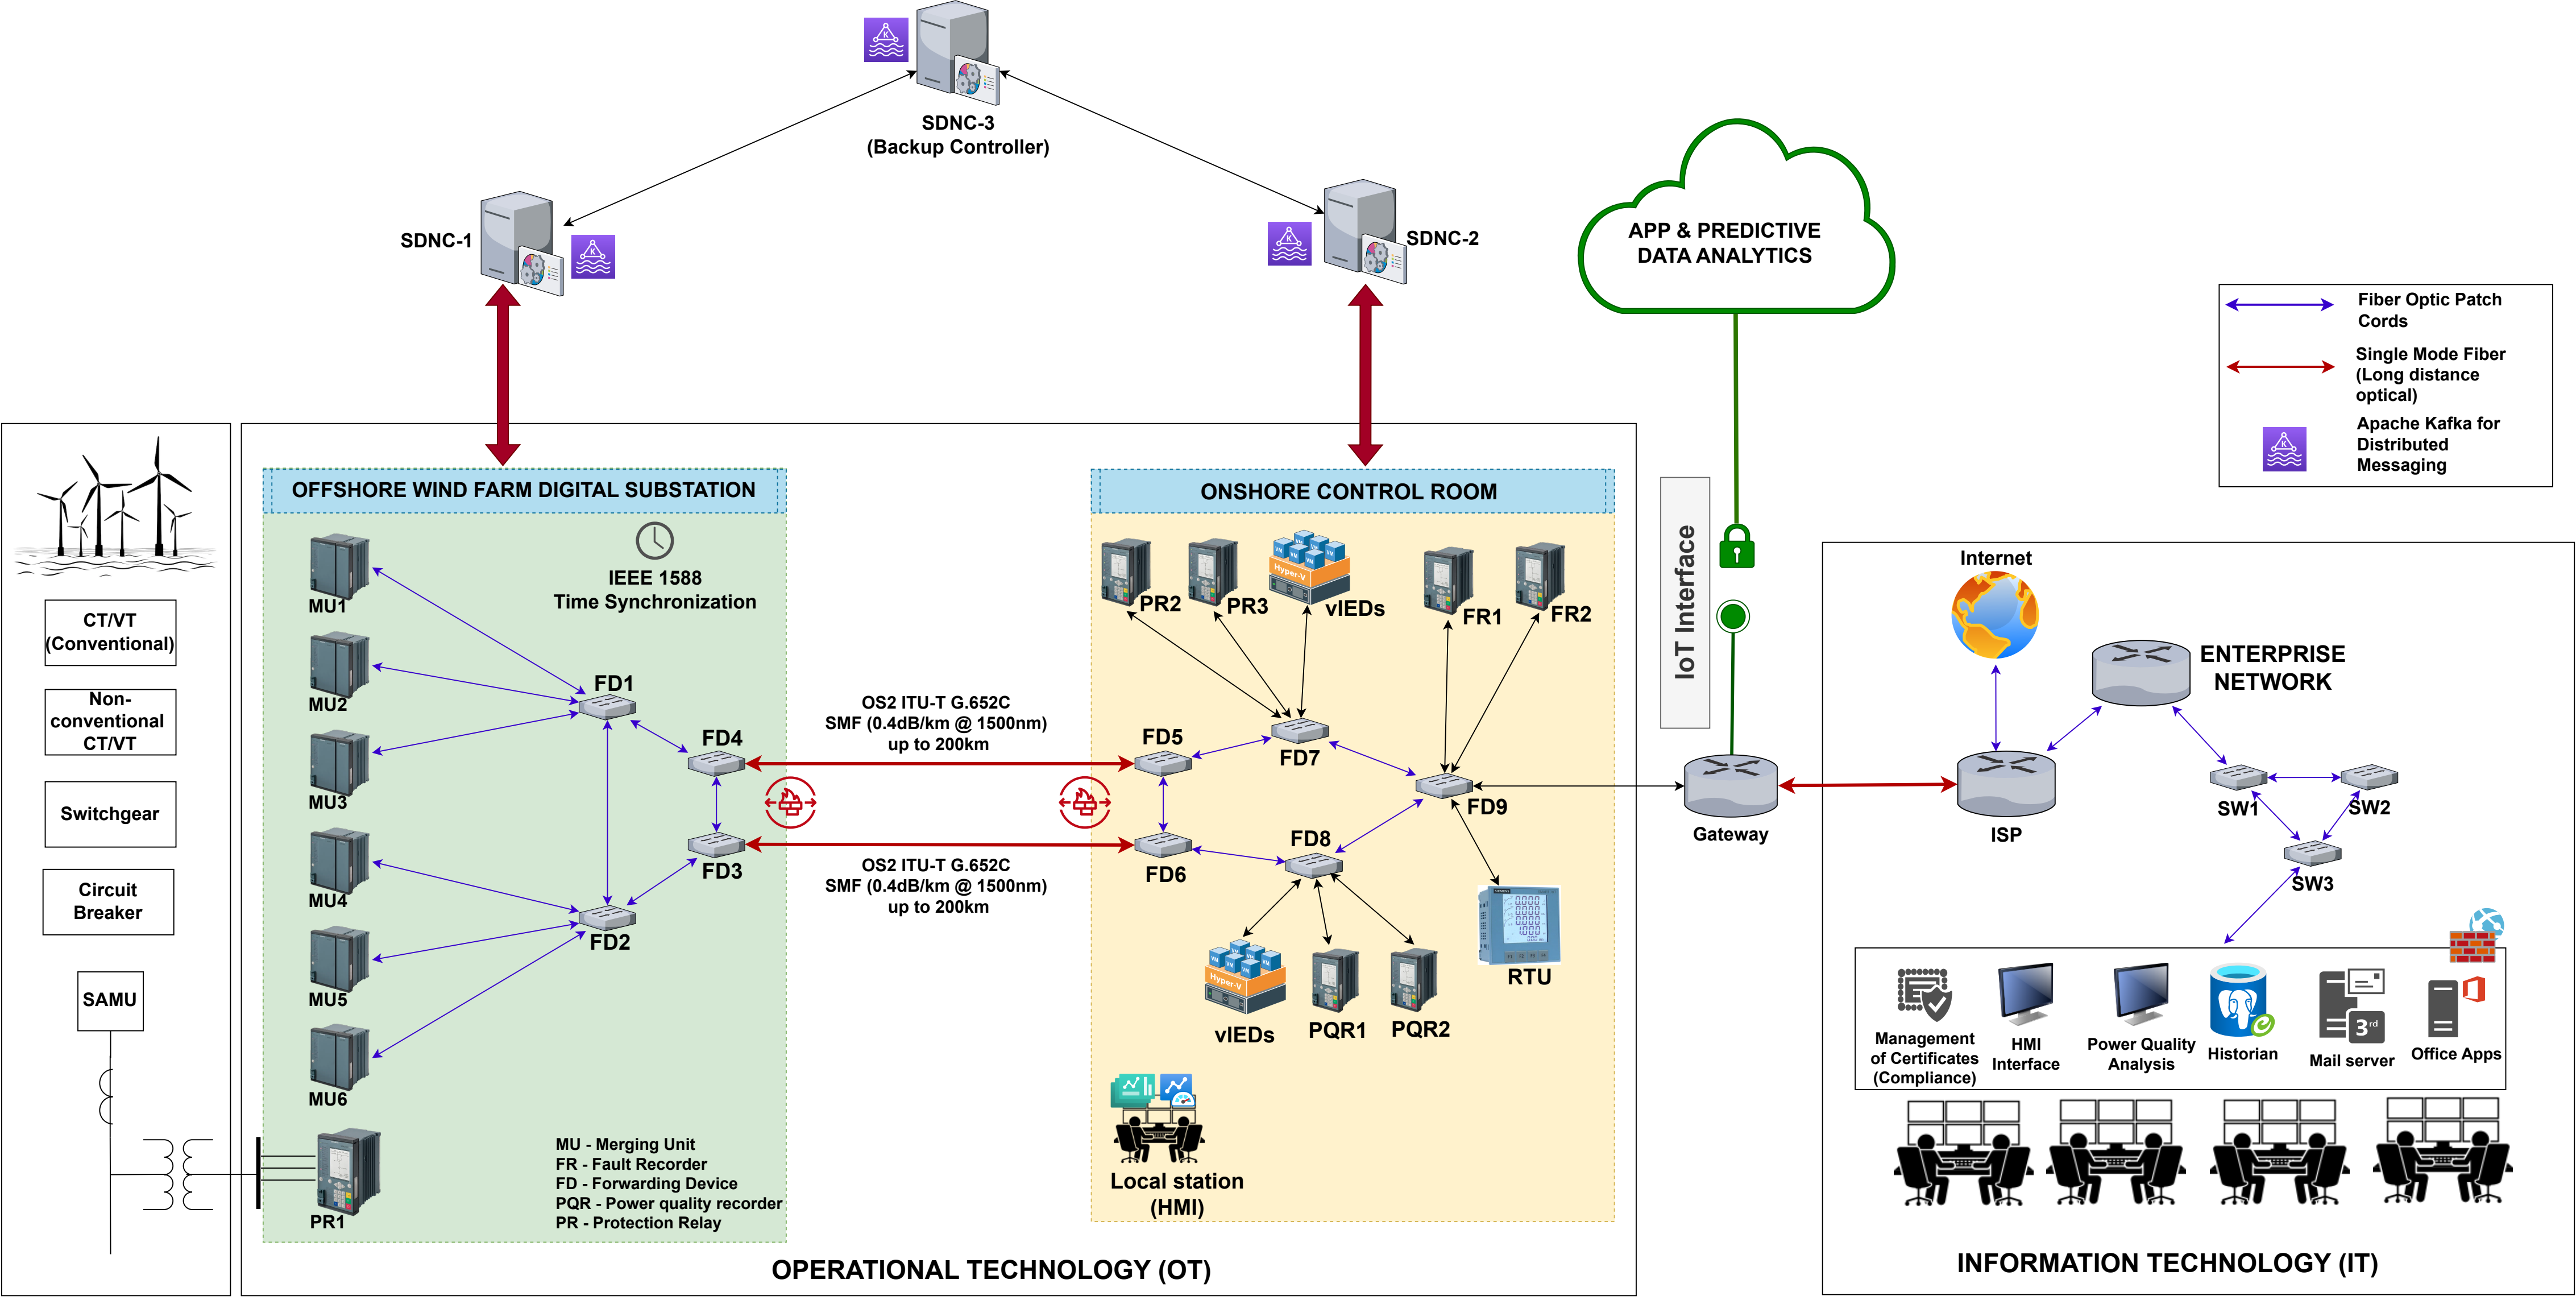 SDNC-3
(Backup Controller)
SDNC-1
SDNC-2
APP & PREDICTIVE
DATA ANALYTICS
Fiber Optic Patch
Cords
Single Mode Fiber
(Long distance
optical)
Apache Kafka for
Distributed
Messaging
CT/VT
(Conventional)
Non-
conventional
CT/VT
Switchgear
Circuit
Breaker
SAMU
OFFSHORE WIND FARM DIGITAL SUBSTATION
IEEE 1588
Time Synchronization
MU1
MU2
MU3
MU4
MU5
MU6
PR1
FD1
FD4
FD3
FD2
MU - Merging Unit
FR - Fault Recorder
FD - Forwarding Device
PQR - Power quality recorder
PR - Protection Relay
OS2 ITU-T G.652C
SMF (0.4dB/km @ 1500nm)
up to 200km
OS2 ITU-T G.652C
SMF (0.4dB/km @ 1500nm)
up to 200km
ONSHORE CONTROL ROOM
PR2
PR3
Hyper-V
vIEDs
FR1
FR2
FD5
FD7
FD9
FD6
FD8
Hyper-V
vIEDs
PQR1
PQR2
RTU
Local station
(HMI)
OPERATIONAL TECHNOLOGY (OT)
IoT Interface
Gateway
Internet
ENTERPRISE
NETWORK
ISP
SW1
SW2
SW3
Management
of Certificates
(Compliance)
HMI
Interface
Power Quality
Analysis
Historian
3rd
Mail server
Office Apps
INFORMATION TECHNOLOGY (IT)